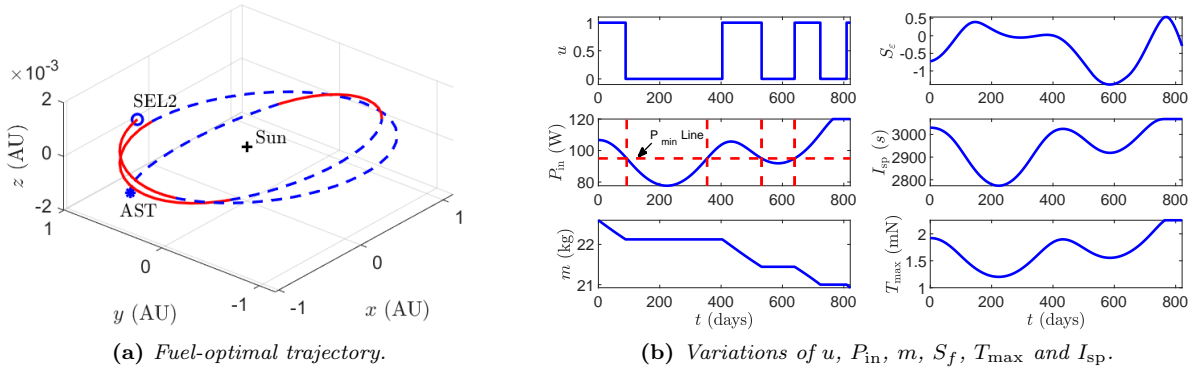 z (AU)
×10⁻³
2
0
-2
SEL2
Sun
AST
1
0
-1
y (AU)
-1
0
1
x (AU)
(a) Fuel-optimal trajectory.
u
1
0.5
0
0 200 400 600 800
P_in (W)
120
100
80
P min Line
0 200 400 600 800
m (kg)
22
21
0 200 400 600 800
t (days)
S_ε
0.5
0
-0.5
-1
0 200 400 600 800
I_sp (s)
3000
2900
2800
0 200 400 600 800
T_max (mN)
2
1.5
1
0 200 400 600 800
t (days)
(b) Variations of u, P_in, m, S_f, T_max and I_sp.